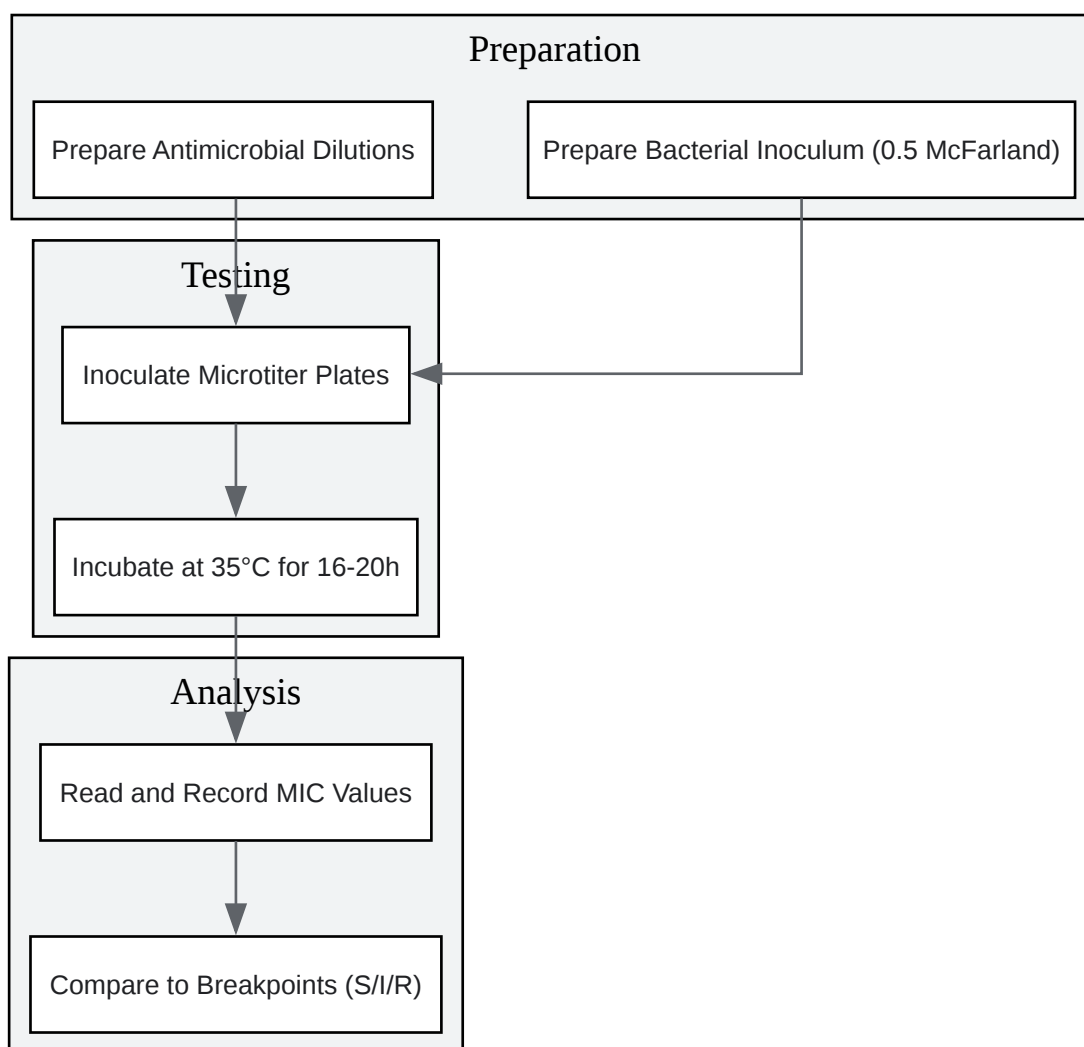 Preparation
Prepare Antimicrobial Dilutions
Prepare Bacterial Inoculum (0.5 McFarland)
Testing
Inoculate Microtiter Plates
Incubate at 35°C for 16-20h
Analysis
Read and Record MIC Values
Compare to Breakpoints (S/I/R)